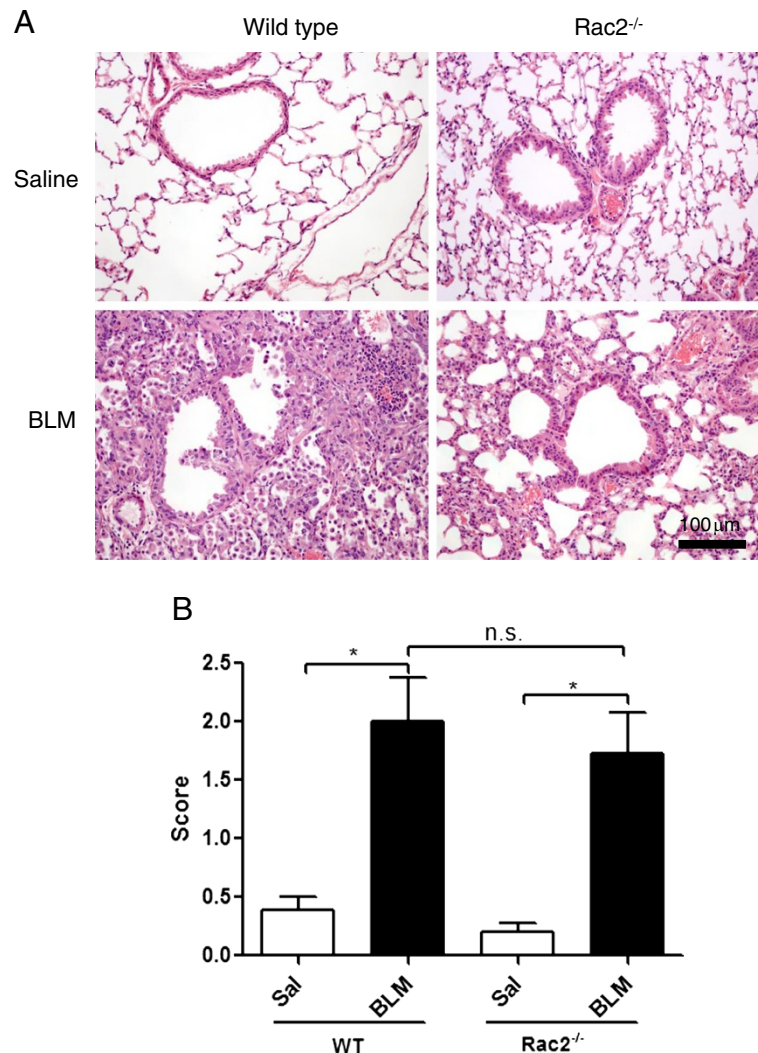 A
Wild type
Rac2-/-
Saline
BLM
100 μm
B
n.s.
*
*
2.5
2.0
1.5
1.0
0.5
0.0
Score
Sal
BLM
Sal
BLM
WT
Rac2-/-